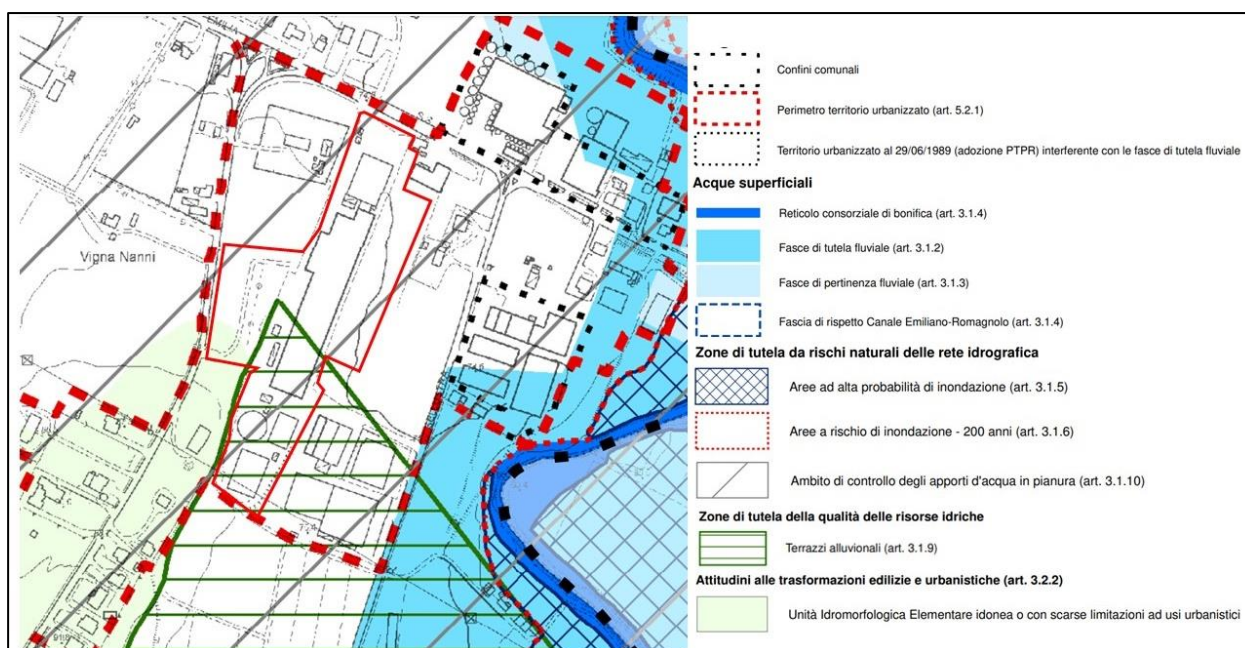 EMILIA
Vigna Nanni
Confini comunali
Perimetro territorio urbanizzato (art. 5.2.1)
Territorio urbanizzato al 29/06/1989 (adozione PTPR) interferente con le fasce di tutela fluviale
Acque superficiali
Reticolo consorziale di bonifica (art. 3.1.4)
Fasce di tutela fluviale (art. 3.1.2)
Fasce di pertinenza fluviale (art. 3.1.3)
Fascia di rispetto Canale Emiliano-Romagnolo (art. 3.1.4)
Zone di tutela da rischi naturali delle rete idrografica
Aree ad alta probabilità di inondazione (art. 3.1.5)
Aree a rischio di inondazione - 200 anni (art. 3.1.6)
Ambito di controllo degli apporti d'acqua in pianura (art. 3.1.10)
Zone di tutela della qualità delle risorse idriche
Terrazzi alluvionali (art. 3.1.9)
Attitudini alle trasformazioni edilizie e urbanistiche (art. 3.2.2)
Unità Idromorfologica Elementare idonea o con scarse limitazioni ad usi urbanistici